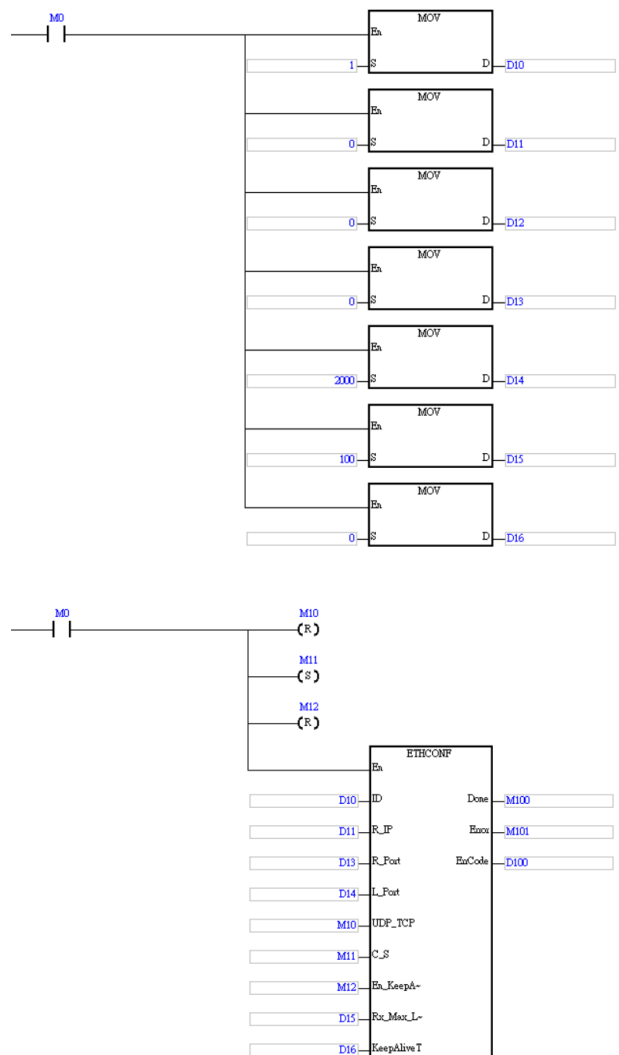 M0
MOV
En
1 S D D10
MOV
En
0 S D D11
MOV
En
0 S D D12
MOV
En
0 S D D13
MOV
En
2000 S D D14
MOV
En
100 S D D15
MOV
En
0 S D D16
M0 M10
( R )
M11
( S )
M12
( R )
ETHCONF
En
D10 ID Done M100
D11 R_IP Error M101
D13 R_Port ErrCode D100
D14 L_Port
M10 UDP_TCP
M11 C_S
M12 En_KeepA~
D15 Rx_Max_L~
D16 KeepAliveT